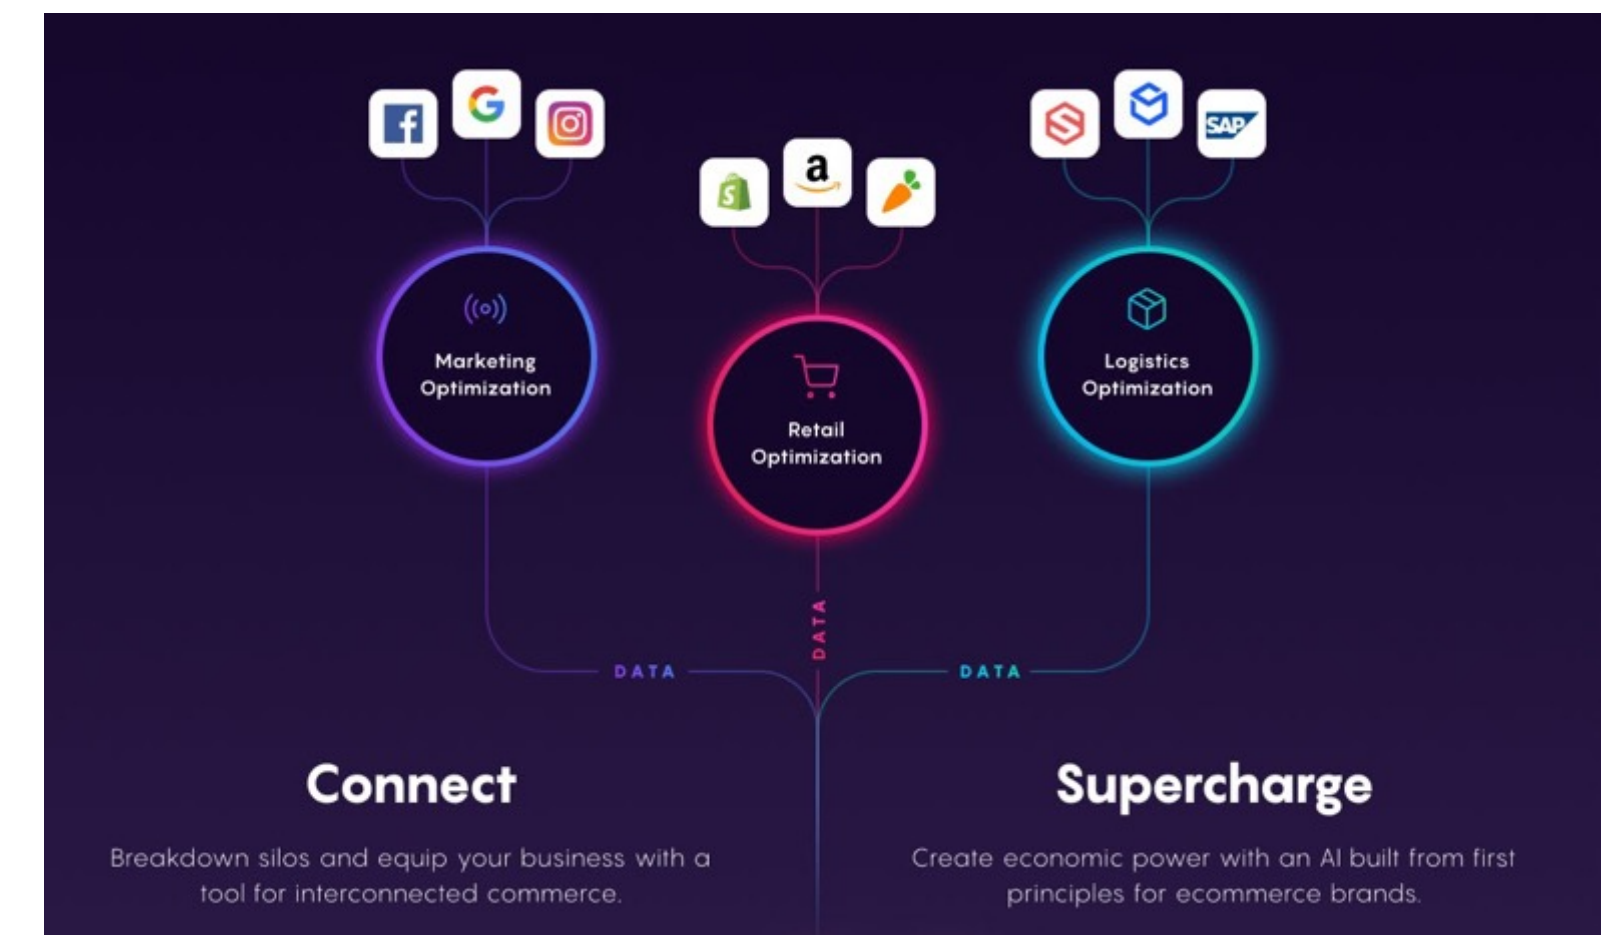 SAP
a
Marketing
Optimization
Retail
Optimization
Logistics
Optimization
DATA
DATA
DATA
Connect
Breakdown silos and equip your business with a
tool for interconnected commerce.
Supercharge
Create economic power with an AI built from first
principles for ecommerce brands.